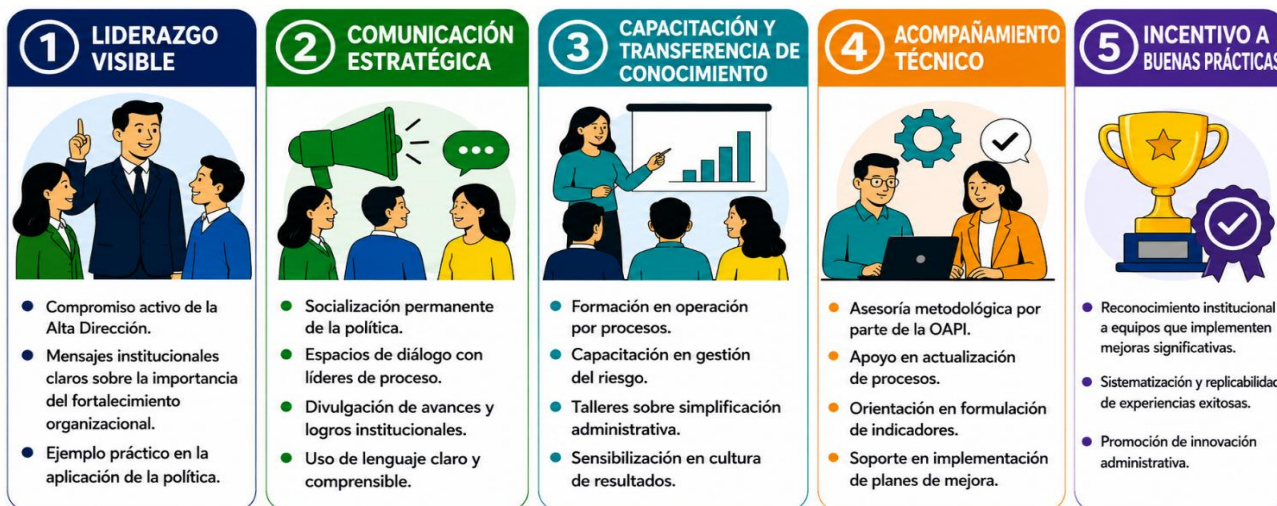 1 LIDERAZGO
VISIBLE
Compromiso activo de la
Alta Dirección.
Mensajes institucionales
claros sobre la importancia
del fortalecimiento
organizacional.
Ejemplo práctico en la
aplicación de la política.
2 COMUNICACIÓN
ESTRATÉGICA
Socialización permanente
de la política.
Espacios de diálogo con
líderes de proceso.
Divulgación de avances y
logros institucionales.
Uso de lenguaje claro y
comprensible.
3 CAPACITACIÓN Y
TRANSFERENCIA DE
CONOCIMIENTO
Formación en operación
por procesos.
Capacitación en gestión
del riesgo.
Talleres sobre simplificación
administrativa.
Sensibilización en cultura
de resultados.
4 ACOMPAÑAMIENTO
TÉCNICO
Asesoría metodológica por
parte de la OAPI.
Apoyo en actualización
de procesos.
Orientación en formulación
de indicadores.
Soporte en implementación
de planes de mejora.
5 INCENTIVO A
BUENAS PRÁCTICAS
Reconocimiento institucional
a equipos que implementen
mejoras significativas.
Sistematización y replicabilidad
de experiencias exitosas.
Promoción de innovación
administrativa.